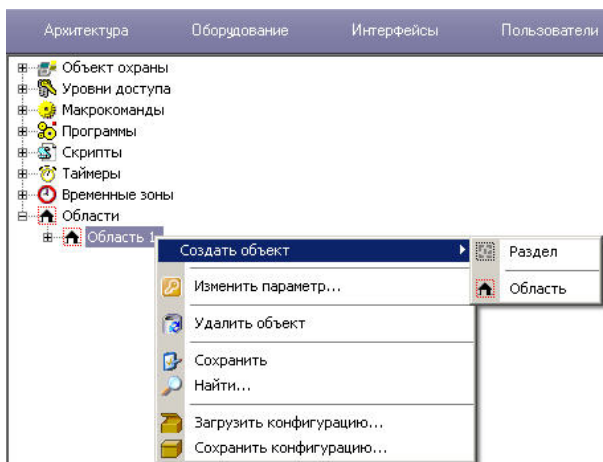 Архитектура Оборудование Интерфейсы Пользователи
Объект охраны
Уровни доступа
Макрокоманды
Программы
Скрипты
Таймеры
Временные зоны
Области
Область 1
Создать объект
Раздел
Изменить параметр...
Область
Удалить объект
Сохранить
Найти...
Загрузить конфигурацию...
Сохранить конфигурацию...